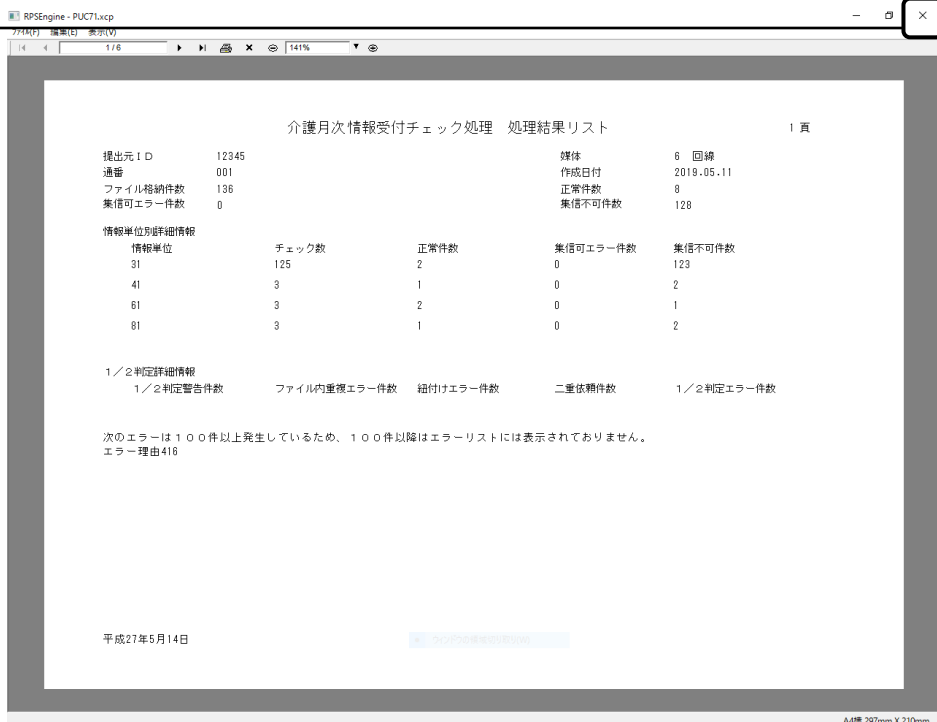 RPSEngine - PUC71.xcp
ファイル(F) 編集(E) 表示(V)
1/6 141%
介護月次情報受付チェック処理 処理結果リスト 1 頁
提出元ID 12345 媒体 6 回線
通番 001 作成日付 2019.05.11
ファイル格納件数 136 正常件数 8
集信可エラー件数 0 集信不可件数 128
情報単位別詳細情報
情報単位 チェック数 正常件数 集信可エラー件数 集信不可件数
31 125 2 0 123
41 3 1 0 2
61 3 2 0 1
81 3 1 0 2
1/2判定詳細情報
1/2判定警告件数 ファイル内重複エラー件数 紐付けエラー件数 二重依頼件数 1/2判定エラー件数
次のエラーは100件以上発生しているため、100件以降はエラーリストには表示されておりません。
エラー理由416
平成27年5月14日
A4横 297mm X 210mm